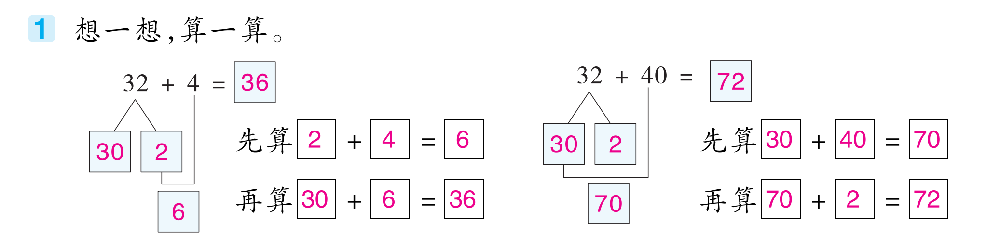 1 想一想,算一算。
32 + 4 = 36
30 2
6
先算 2 + 4 = 6
再算 30 + 6 = 36
32 + 40 = 72
30 2
70
先算 30 + 40 = 70
再算 70 + 2 = 72